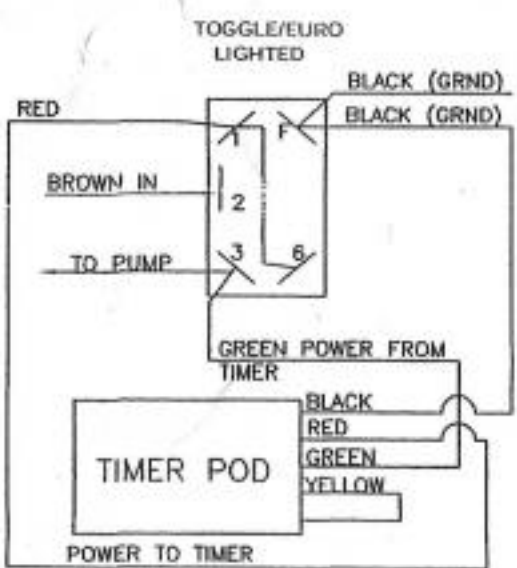 TOGGLE/EURO
LIGHTED
BLACK (GRND)
RED
BLACK (GRND)
1
F
BROWN IN
2
3
6
TO PUMP
GREEN POWER FROM
TIMER
BLACK
RED
TIMER POD
GREEN
YELLOW
POWER TO TIMER